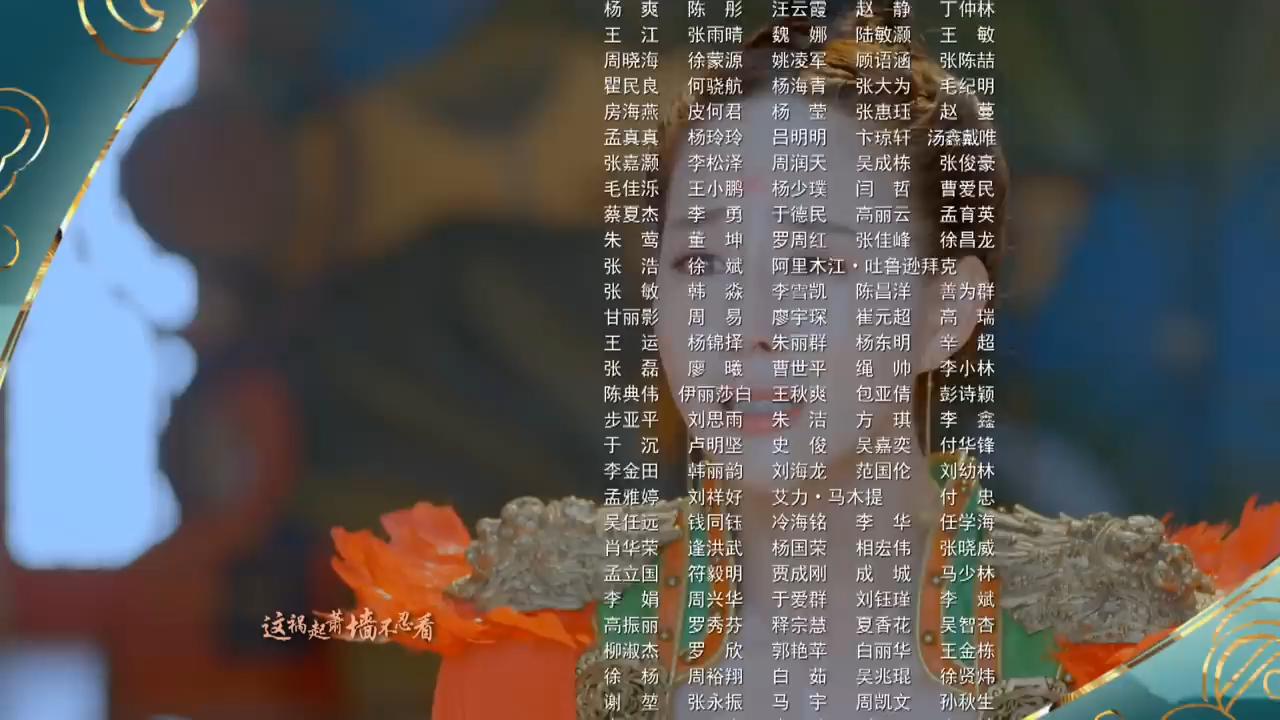 杨 爽 陈 彤 汪云霞 赵 静 丁仲林
王 江 张雨晴 魏 娜 陆敏灏 王 敏
周晓海 徐蒙源 姚凌军 顾语涵 张陈喆
瞿民良 何骁航 杨海青 张大为 毛纪明
房海燕 皮何君 杨 莹 张惠珏 赵 蔓
孟真真 杨玲玲 吕明明 卞琼轩 汤鑫戴唯
张嘉灏 李松泽 周润天 吴成栋 张俊豪
毛佳泺 王小鹏 杨少璞 闫 哲 曹爱民
蔡夏杰 李 勇 于德民 高丽云 孟育英
朱 莺 董 坤 罗周红 张佳峰 徐昌龙
张 浩 徐 斌 阿里木江·吐鲁逊拜克
张 敏 韩 淼 李雪凯 陈昌洋 善为群
甘丽影 周 易 廖宇琛 崔元超 高 瑞
王 运 杨锦择 朱丽群 杨东明 辛 超
张 磊 廖 曦 曹世平 绳 帅 李小林
陈典伟 伊丽莎白 王秋爽 包亚倩 彭诗颖
步亚平 刘思雨 朱 洁 方 琪 李 鑫
于 沉 卢明坚 史 俊 吴嘉奕 付华锋
李金田 韩丽韵 刘海龙 范国伦 刘幼林
孟雅婷 刘祥好 艾力·马木提 付 忠
吴任远 钱同钰 冷海铭 李 华 任学海
肖华荣 逄洪武 杨国荣 相宏伟 张晓威
孟立国 符毅明 贾成刚 成 城 马少林
李 娟 周兴华 于爱群 刘钰瑾 李 斌
高振丽 罗秀芬 释宗慧 夏香花 吴智杏
柳淑杰 罗 欣 郭艳苹 白丽华 王金栋
徐 杨 周裕翔 白 茹 吴兆琨 徐贤炜
谢 堃 张永振 马 宇 周凯文 孙秋生
这祸起萧墙不忍看